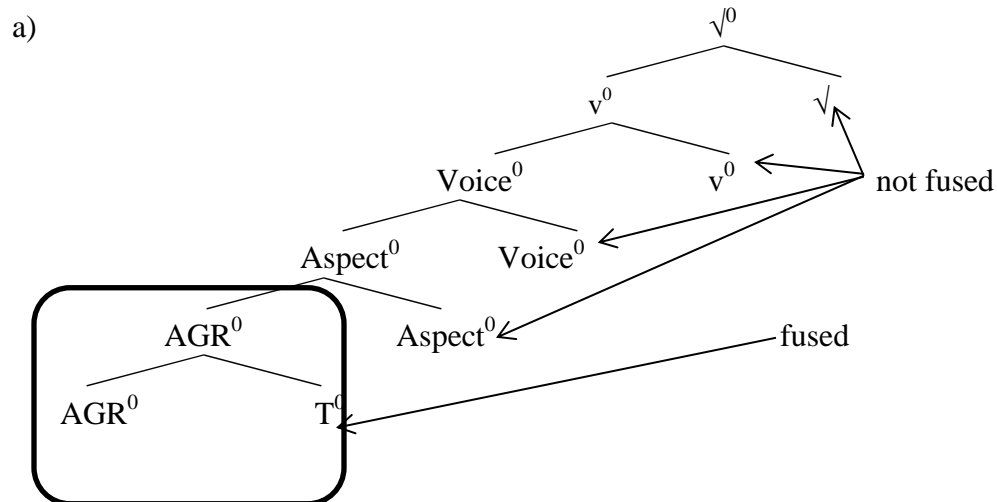 a)
√⁰
v⁰ √
Voice⁰ v⁰ not fused
Aspect⁰ Voice⁰
AGR⁰ Aspect⁰ fused
AGR⁰ T⁰